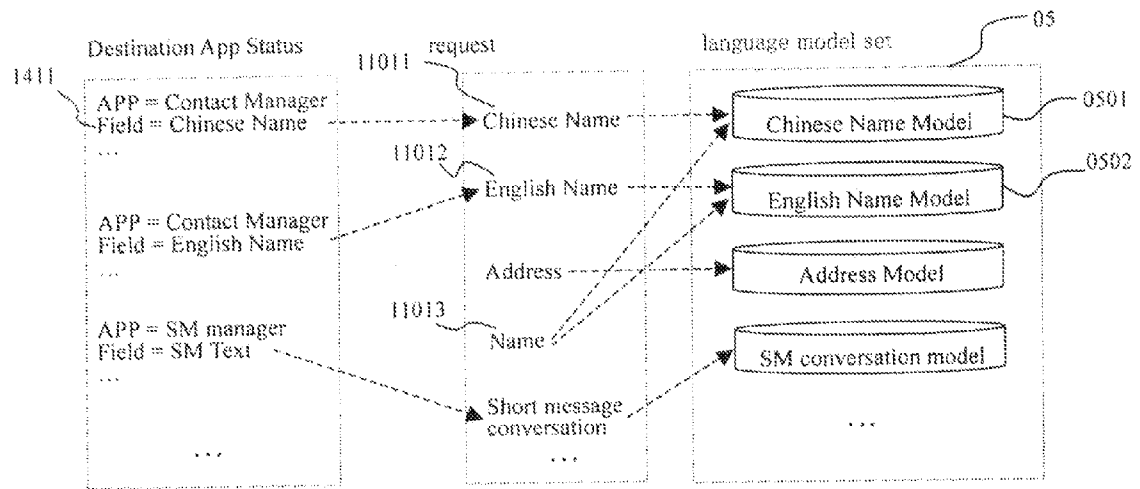 Destination App Status
request
language model set
05
1411
11011
APP = Contact Manager
Field = Chinese Name
...
Chinese Name
Chinese Name Model
0501
11012
English Name
English Name Model
0502
APP = Contact Manager
Field = English Name
...
Address
Address Model
11013
Name
APP = SM manager
Field = SM Text
...
SM conversation model
Short message
conversation
...
...
...